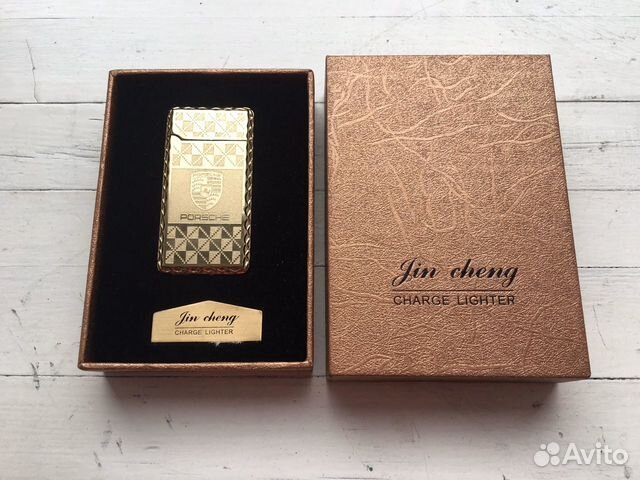 PORSCHE
Jin cheng
CHARGE LIGHTER
Jin cheng
CHARGE LIGHTER
Avito